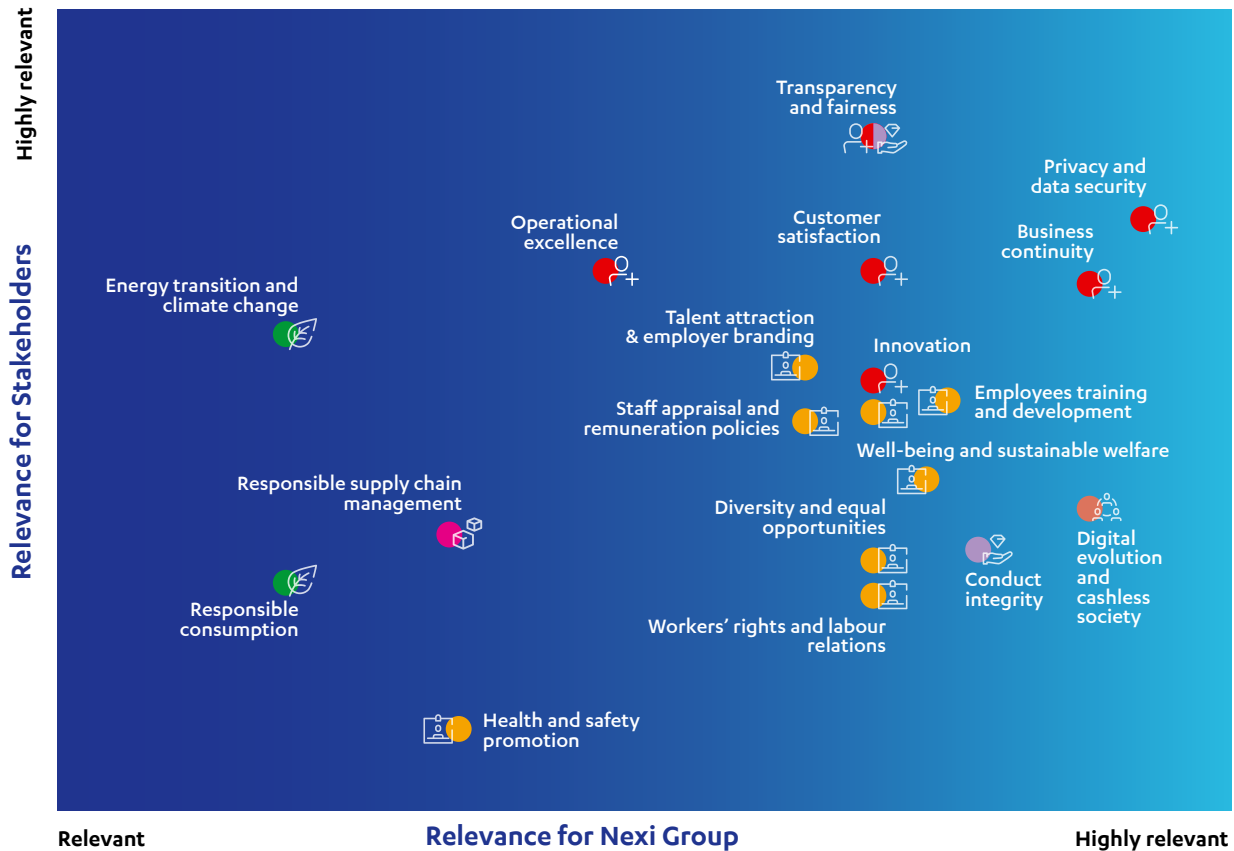 Highly relevant
Relevance for Stakeholders
Transparency
and fairness
Privacy and
data security
Operational
excellence
Customer
satisfaction
Business
continuity
Energy transition and
climate change
Talent attraction
& employer branding
Innovation
Employees training
and development
Staff appraisal and
remuneration policies
Well-being and sustainable welfare
Responsible supply chain
management
Diversity and equal
opportunities
Digital
evolution
and
cashless
society
Conduct
integrity
Responsible
consumption
Workers’ rights and labour
relations
Health and safety
promotion
Relevant
Relevance for Nexi Group
Highly relevant